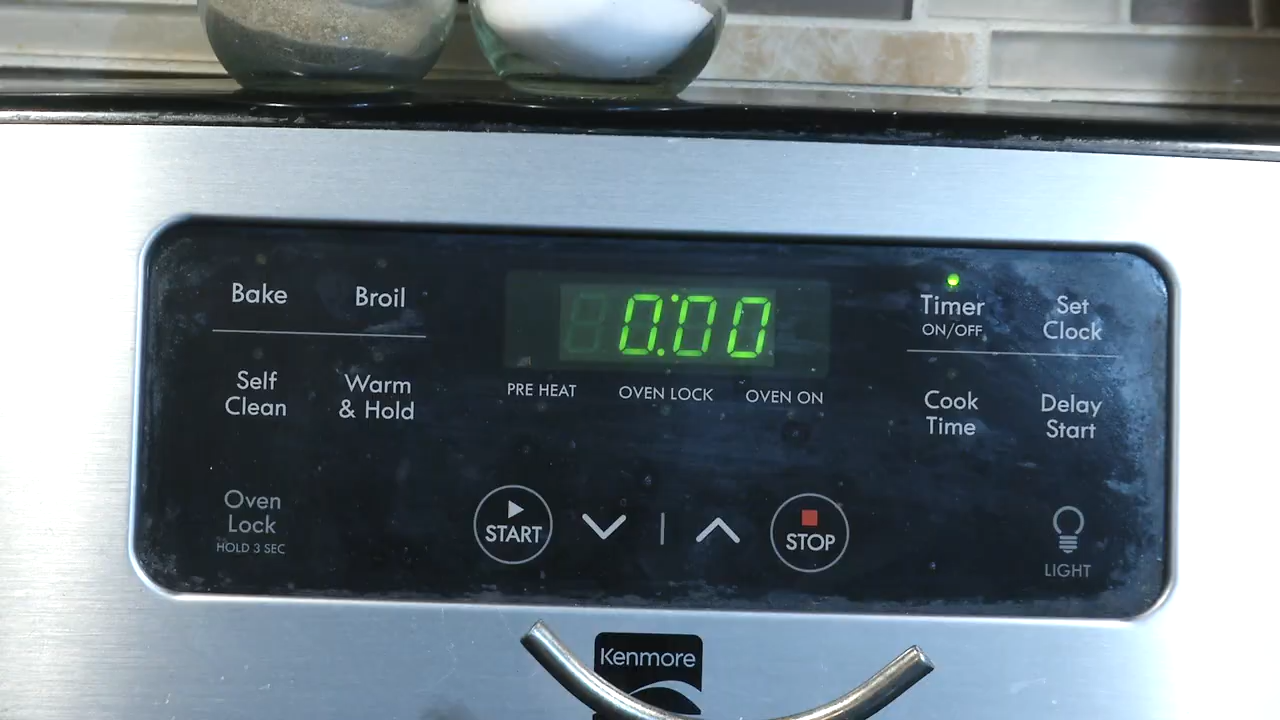 Bake
Broil
0:00
Timer
ON/OFF
Set
Clock
Self
Clean
Warm
& Hold
PRE HEAT
OVEN LOCK
OVEN ON
Cook
Time
Delay
Start
Oven
Lock
HOLD 3 SEC
START
STOP
LIGHT
Kenmore